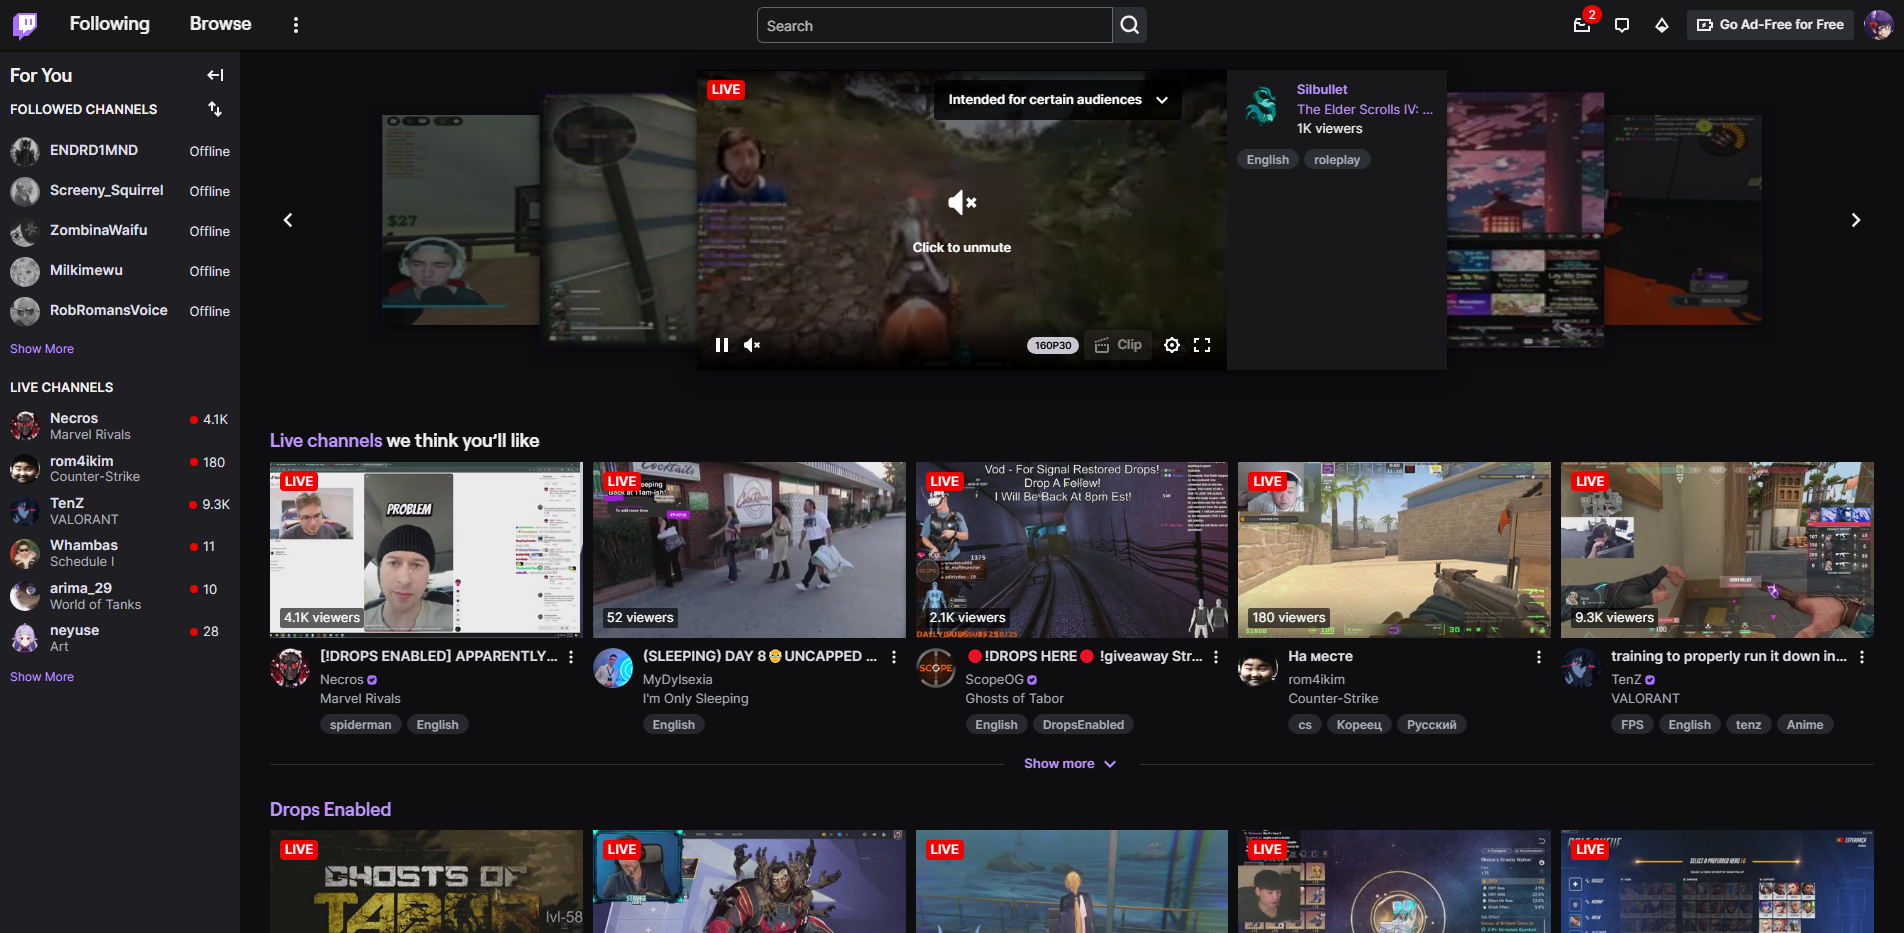 Following
Browse
Search
2
Go Ad-Free for Free
For You
FOLLOWED CHANNELS
ENDRD1MND
Offline
Screeny_Squirrel
Offline
ZombinaWaifu
Offline
Milkimewu
Offline
RobRomansVoice
Offline
Show More
LIVE CHANNELS
Necros
4.1K
Marvel Rivals
rom4ikim
180
Counter-Strike
TenZ
9.3K
VALORANT
Whambas
11
Schedule I
arima_29
10
World of Tanks
neyuse
28
Art
Show More
$27
LIVE
Intended for certain audiences
Click to unmute
160P30
Clip
Silbullet
The Elder Scrolls IV: ...
1K viewers
English
roleplay
Live channels we think you'll like
LIVE
PROBLEM
4.1K viewers
[!DROPS ENABLED] APPARENTLY...
Necros
Marvel Rivals
spiderman
English
LIVE
Cocktails
52 viewers
(SLEEPING) DAY 8😴UNCAPPED ...
MyDylsexia
I'm Only Sleeping
English
LIVE
Vod - For Signal Restored Drops!
Drop A Follow!
I Will Be Back At 8pm Est!
1375
2.1K viewers
🔴!DROPS HERE🔴 !giveaway Str...
SCOPE
ScopeOG
Ghosts of Tabor
English
DropsEnabled
LIVE
180 viewers
На месте
rom4ikim
Counter-Strike
cs
Кореец
Русский
LIVE
9.3K viewers
training to properly run it down in...
TenZ
VALORANT
FPS
English
tenz
Anime
Show more
Drops Enabled
LIVE
GHOSTS OF
TABOR
lvl-58
LIVE
STRANGE
LIVE
LIVE
LIVE
SELECT A PREFERRED HERO